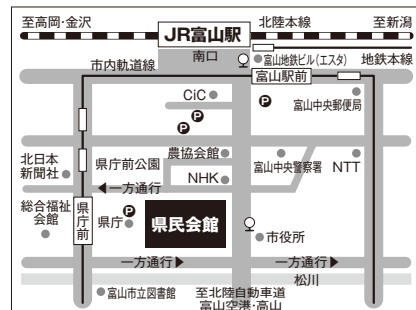 至高岡・金沢
JR富山駅
北陸本線
至新潟
市内軌道線
南口
富山地鉄ビル(エスタ)
地鉄本線
富山駅前
CiC
P
富山中央郵便局
P
P
北日本
新聞社
県庁前公園
農協会館
富山中央警察署
NTT
NHK
◀一方通行
総合福祉
会館
県庁前
県庁
P
県民会館
市役所
一方通行▶
一方通行▶
松川
富山市立図書館
至北陸自動車道
富山空港・高山